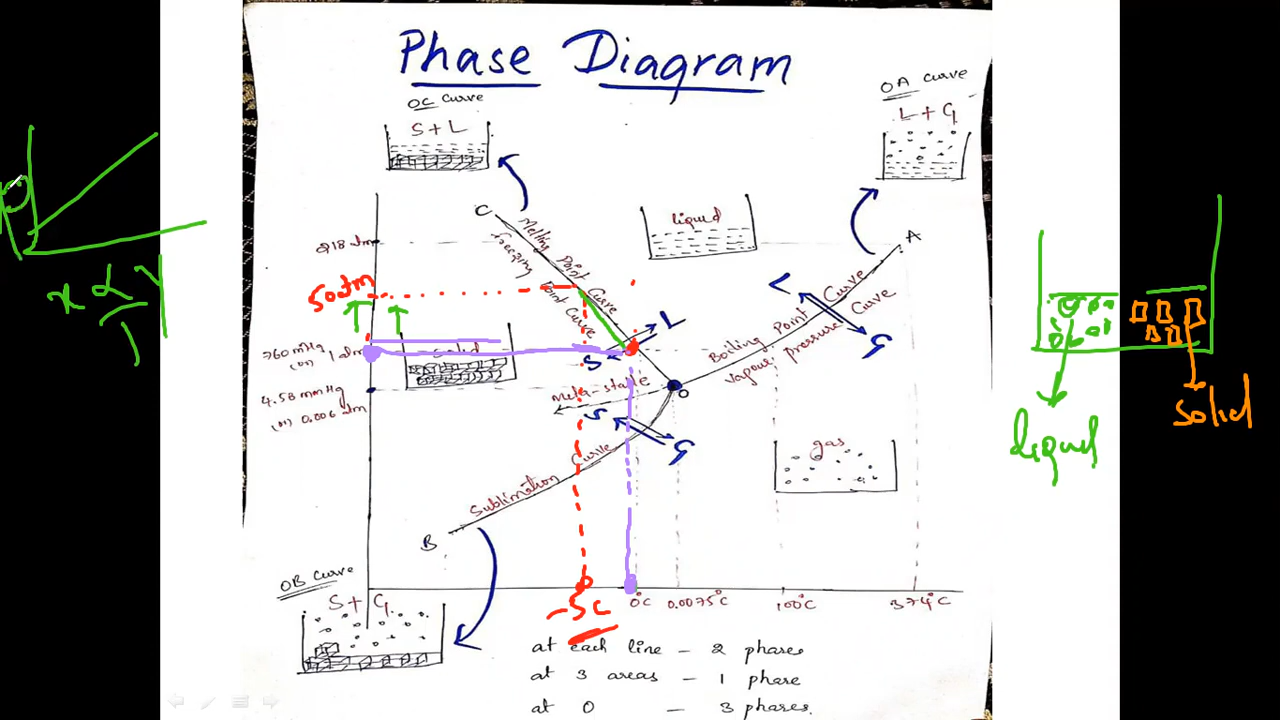 Phase Diagram
OC curve
S + L
OA curve
L + G
liquid
C
A
Melting Point Curve
freezing Point Curve
218 atm
50atm
x α 1
L
G
Boiling Point Curve
Vapour pressure Curve
L
S
760 mmHg
(or) 1 atm
solid
4.58 mmHg
(or) 0.006 atm
Meta-stable
O
S
G
gas
liquid
solid
Sublimation Curve
B
OB curve
S + G
-5c
0°C
0.0075°C
100°C
374°C
at each line - 2 phases
at 3 areas - 1 phase
at O - 3 phases.